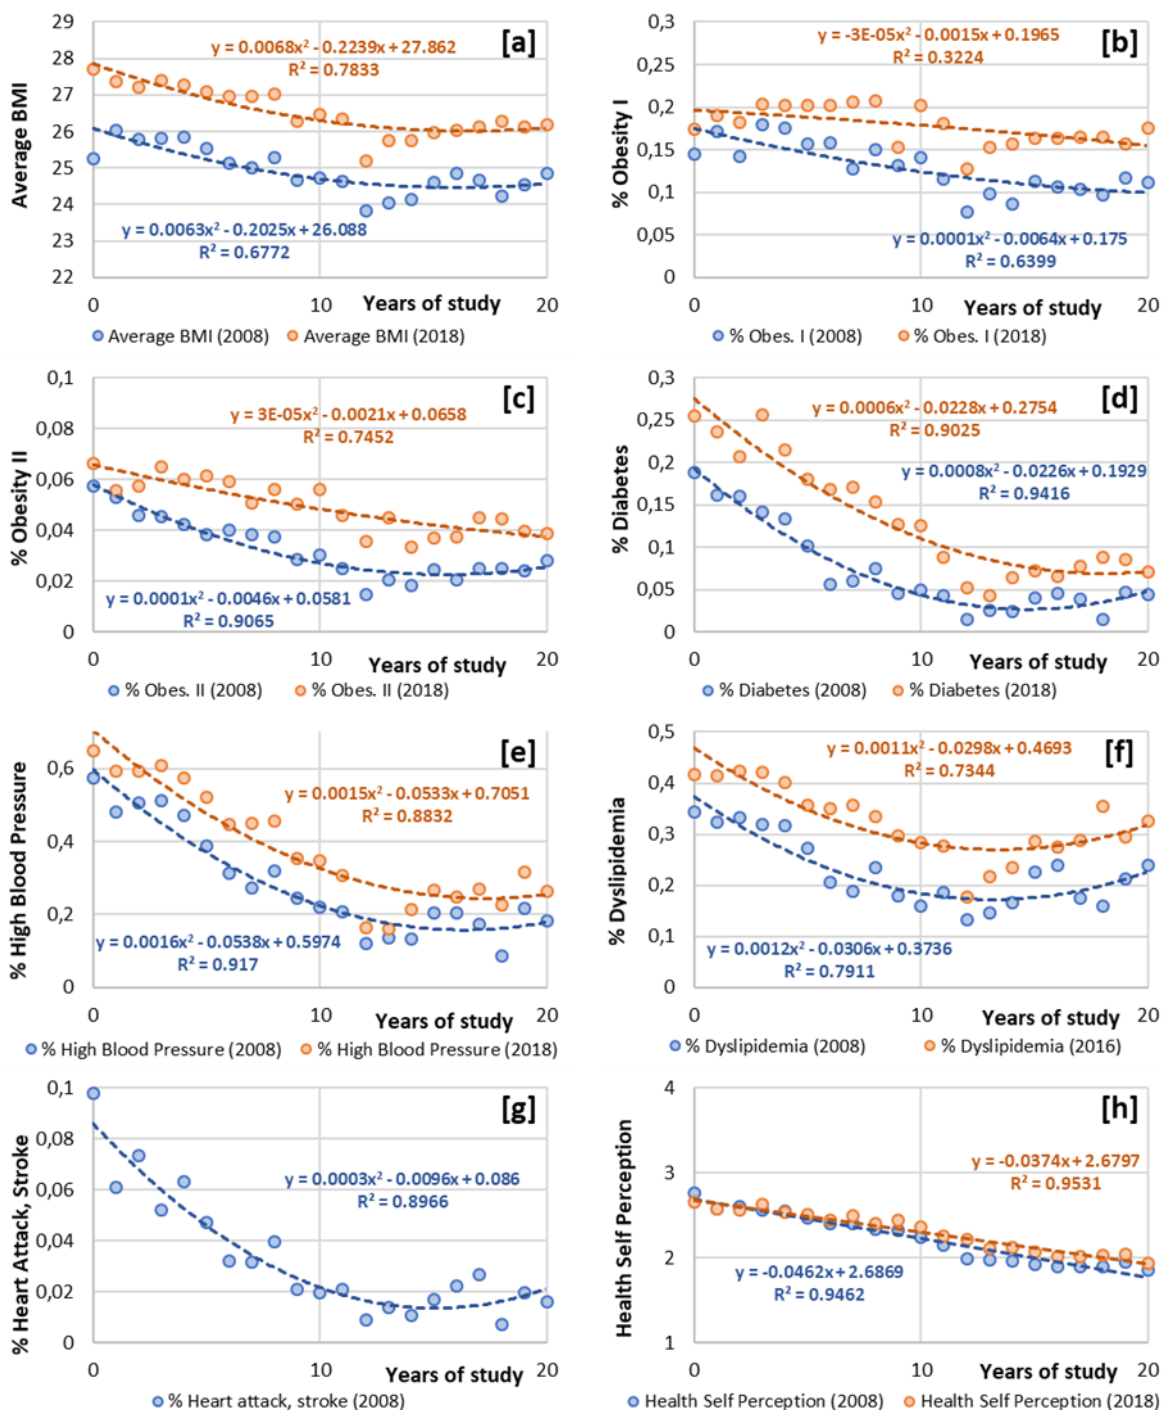 [a]
Average BMI
29
28
27
26
25
24
23
22
y = 0.0068x² - 0.2239x + 27.862
R² = 0.7833
y = 0.0063x² - 0.2025x + 26.088
R² = 0.6772
0 10 20
Years of study
Average BMI (2008) Average BMI (2018)
[b]
% Obesity I
0,3
0,25
0,2
0,15
0,1
0,05
0
y = -3E-05x² - 0.0015x + 0.1965
R² = 0.3224
y = 0.0001x² - 0.0064x + 0.175
R² = 0.6399
0 10 20
Years of study
% Obes. I (2008) % Obes. I (2018)
[c]
% Obesity II
0,1
0,08
0,06
0,04
0,02
0
y = 3E-05x² - 0.0021x + 0.0658
R² = 0.7452
y = 0.0001x² - 0.0046x + 0.0581
R² = 0.9065
0 10 20
Years of study
% Obes. II (2008) % Obes. II (2018)
[d]
% Diabetes
0,3
0,25
0,2
0,15
0,1
0,05
0
y = 0.0006x² - 0.0228x + 0.2754
R² = 0.9025
y = 0.0008x² - 0.0226x + 0.1929
R² = 0.9416
0 10 20
Years of study
% Diabetes (2008) % Diabetes (2018)
[e]
% High Blood Pressure
0,6
0,4
0,2
0
y = 0.0015x² - 0.0533x + 0.7051
R² = 0.8832
y = 0.0016x² - 0.0538x + 0.5974
R² = 0.917
0 10 20
Years of study
% High Blood Pressure (2008) % High Blood Pressure (2018)
[f]
% Dyslipidemia
0,5
0,4
0,3
0,2
0,1
0
y = 0.0011x² - 0.0298x + 0.4693
R² = 0.7344
y = 0.0012x² - 0.0306x + 0.3736
R² = 0.7911
0 10 20
Years of study
% Dyslipidemia (2008) % Dyslipidemia (2016)
[g]
% Heart Attack, Stroke
0,1
0,08
0,06
0,04
0,02
0
y = 0.0003x² - 0.0096x + 0.086
R² = 0.8966
0 10 20
Years of study
% Heart attack, stroke (2008)
[h]
Health Self Perception
4
3
2
1
y = -0.0374x + 2.6797
R² = 0.9531
y = -0.0462x + 2.6869
R² = 0.9462
0 10 20
Years of study
Health Self Perception (2008) Health Self Perception (2018)